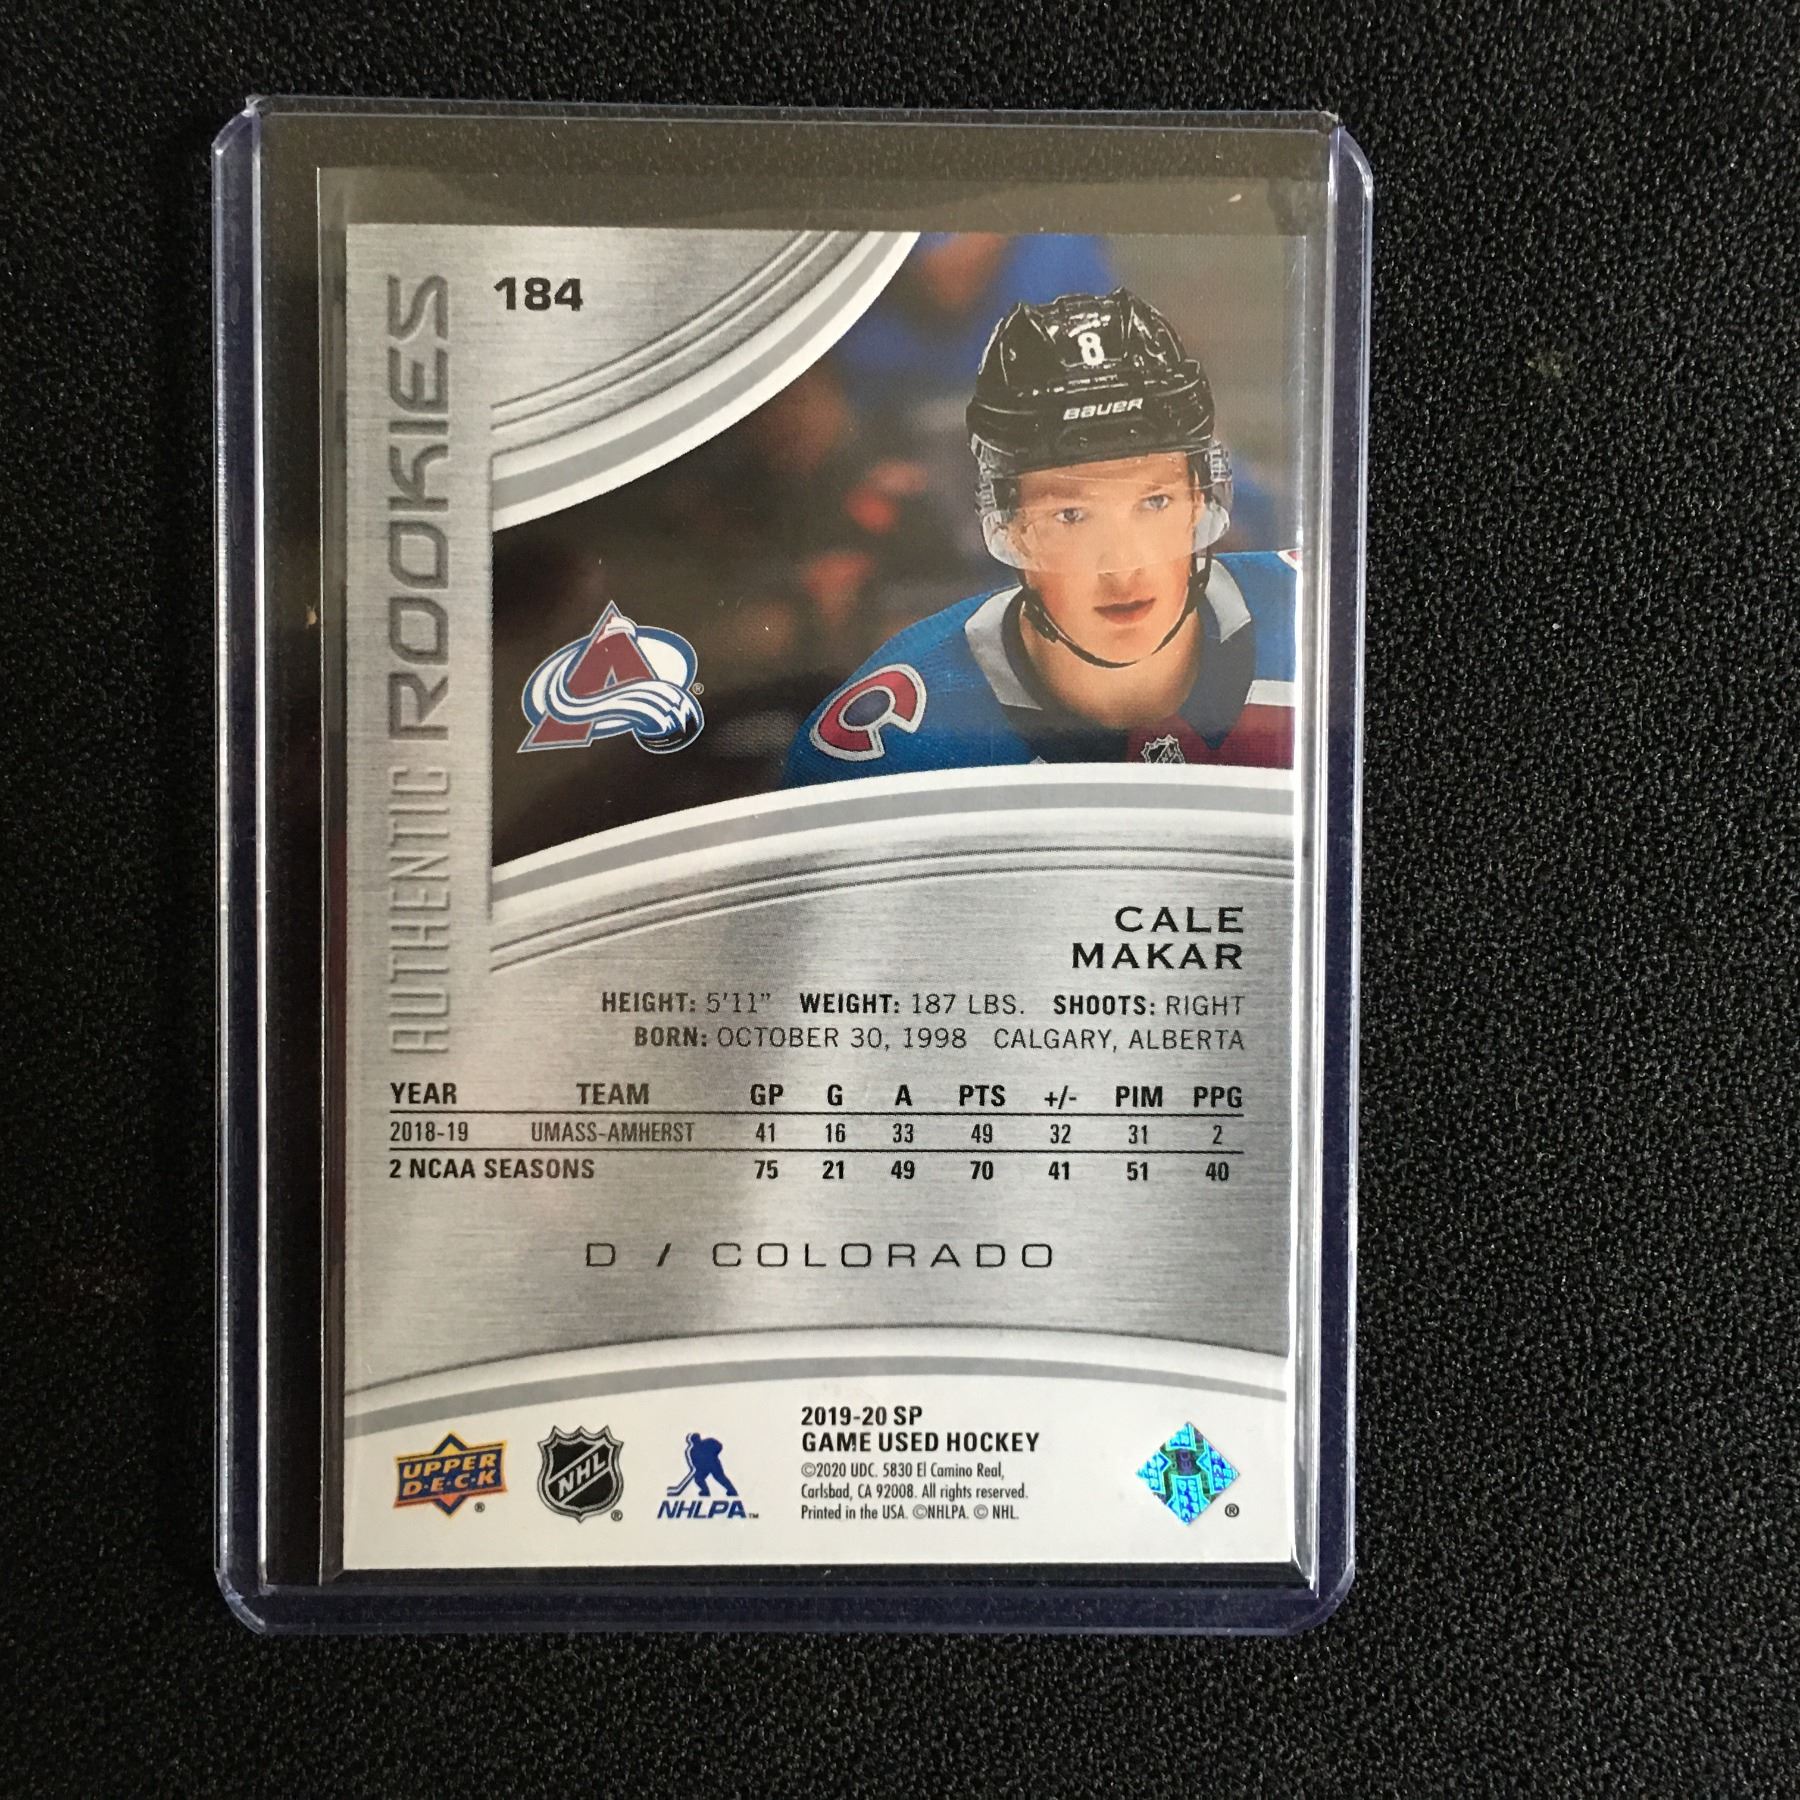 184
AUTHENTIC ROOKIES
8
BAUER
CALE
MAKAR
HEIGHT: 5'11" WEIGHT: 187 LBS. SHOOTS: RIGHT
BORN: OCTOBER 30, 1998 CALGARY, ALBERTA
YEAR TEAM GP G A PTS +/- PIM PPG
2018-19 UMASS-AMHERST 41 16 33 49 32 31 2
2 NCAA SEASONS 75 21 49 70 41 51 40
D / COLORADO
UPPER
D·E·C·K
®
NHL
®
NHLPA™
2019-20 SP
GAME USED HOCKEY
©2020 UDC. 5830 El Camino Real,
Carlsbad, CA 92008. All rights reserved.
Printed in the USA. ©NHLPA. © NHL.
®